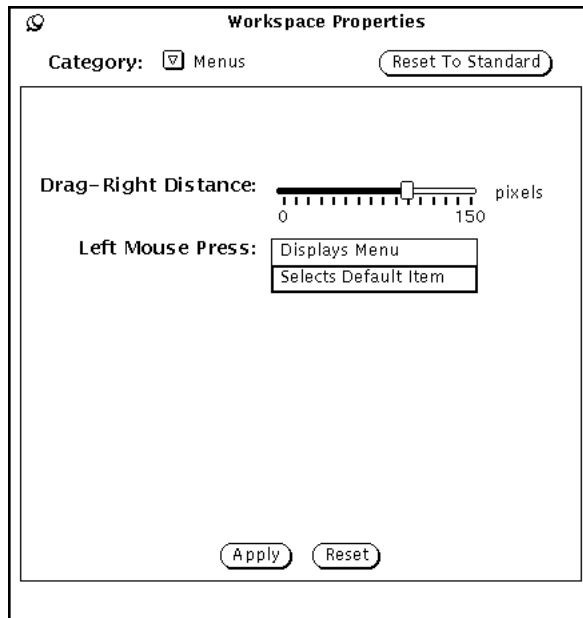 Workspace Properties
Category: Menus Reset To Standard
Drag-Right Distance: pixels
0 150
Left Mouse Press: Displays Menu
Selects Default Item
Apply Reset